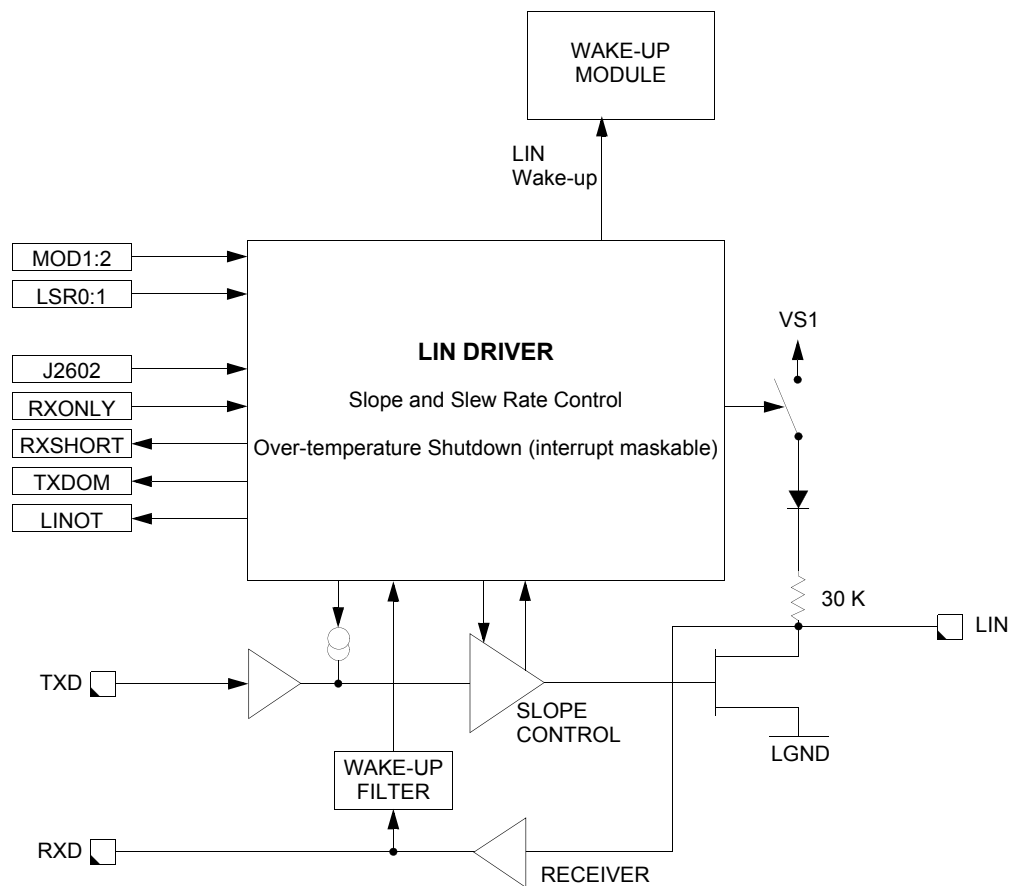 WAKE-UP
MODULE
LIN
Wake-up
MOD1:2
LSR0:1
J2602
RXONLY
RXSHORT
TXDOM
LINOT
LIN DRIVER
Slope and Slew Rate Control
Over-temperature Shutdown (interrupt maskable)
VS1
30 K
LIN
TXD
SLOPE
CONTROL
LGND
WAKE-UP
FILTER
RXD
RECEIVER